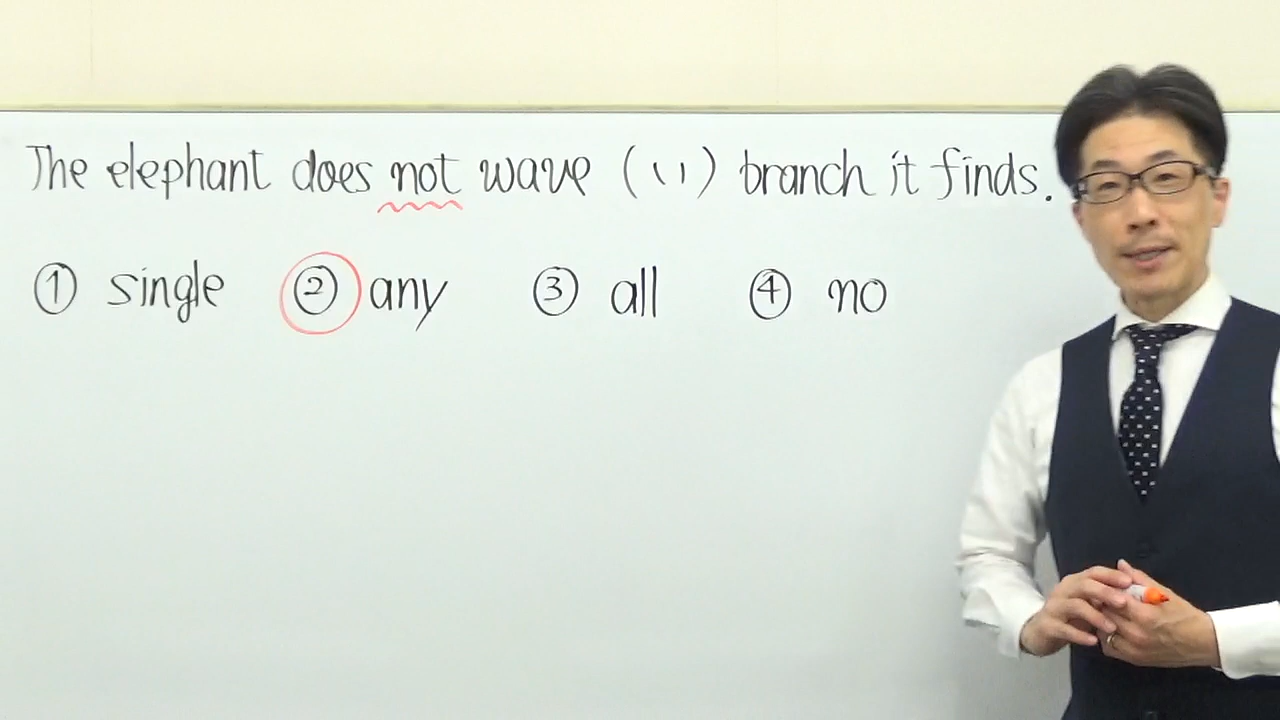 The elephant does not wave (い) branch it finds.
① single ② any ③ all ④ no